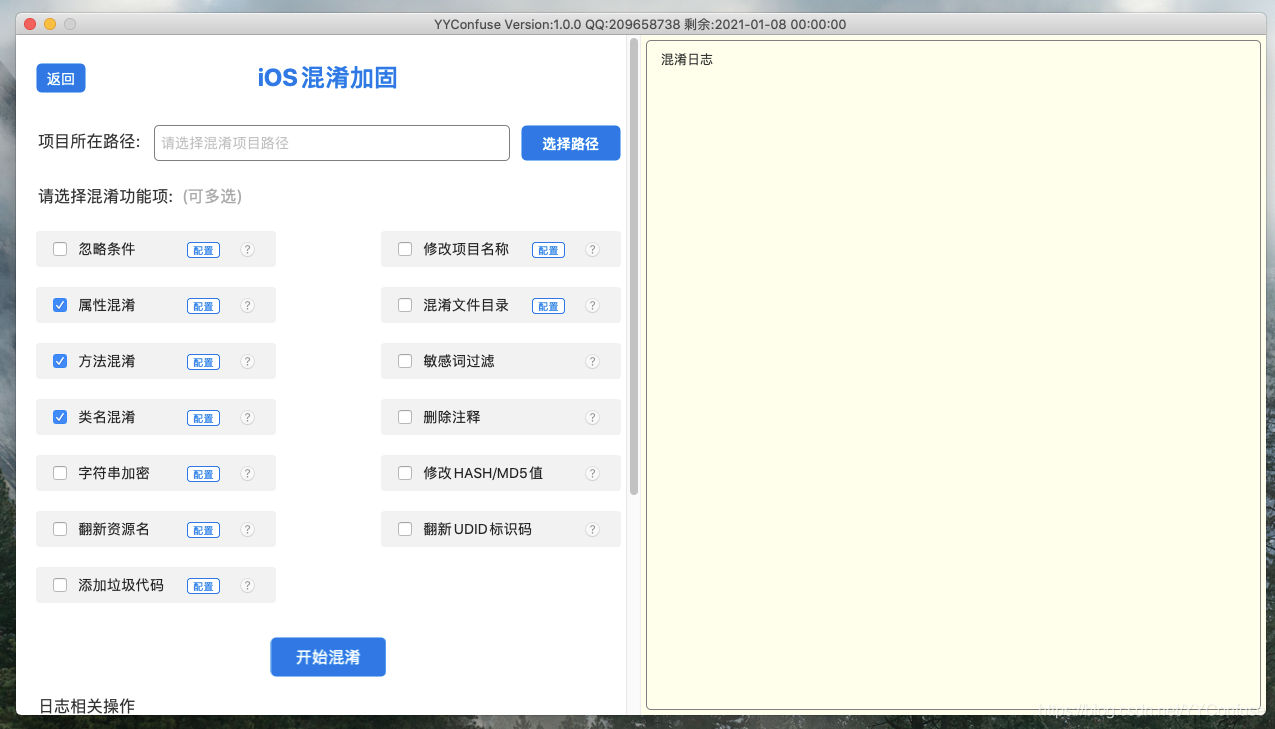 YYConfuse Version:1.0.0 QQ:209658738 剩余:2021-01-08 00:00:00
返回
iOS混淆加固
项目所在路径:
请选择混淆项目路径
选择路径
请选择混淆功能项: (可多选)
忽略条件 配置 ?
修改项目名称 配置 ?
属性混淆 配置 ?
混淆文件目录 配置 ?
方法混淆 配置 ?
敏感词过滤 ?
类名混淆 配置 ?
删除注释 ?
字符串加密 配置 ?
修改HASH/MD5值 ?
翻新资源名 配置 ?
翻新UDID标识码 ?
添加垃圾代码 配置 ?
开始混淆
日志相关操作
混淆日志
https://blog.csdn.net/YYConfuse